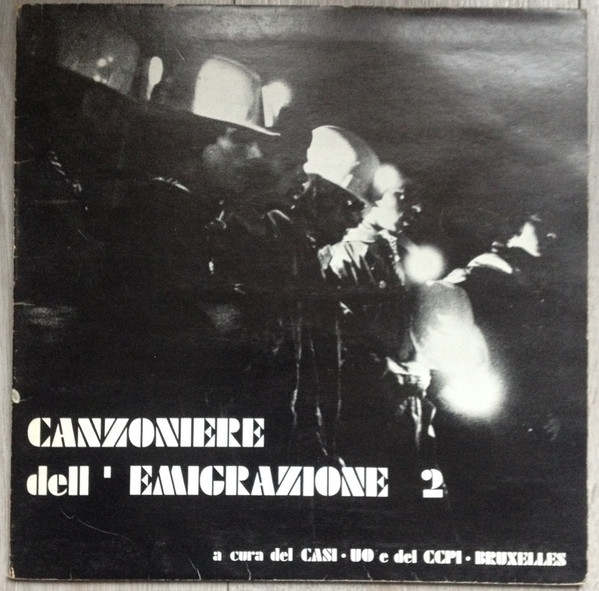 CANZONIERE
dell' EMIGRAZIONE 2
a cura del CASI • UO e del CCPI • BRUXELLES